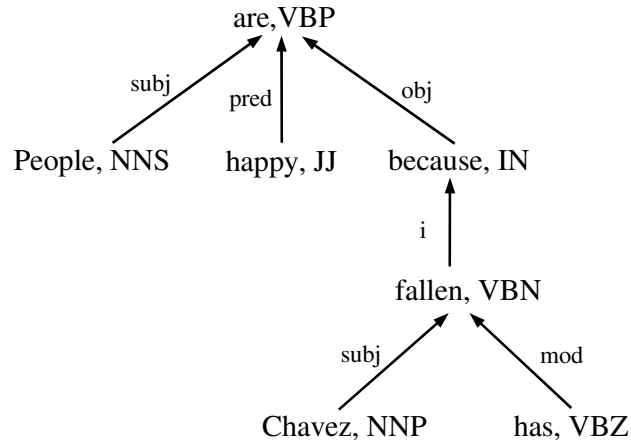 are,VBP
subj
pred
obj
People, NNS
happy, JJ
because, IN
i
fallen, VBN
subj
mod
Chavez, NNP
has, VBZ